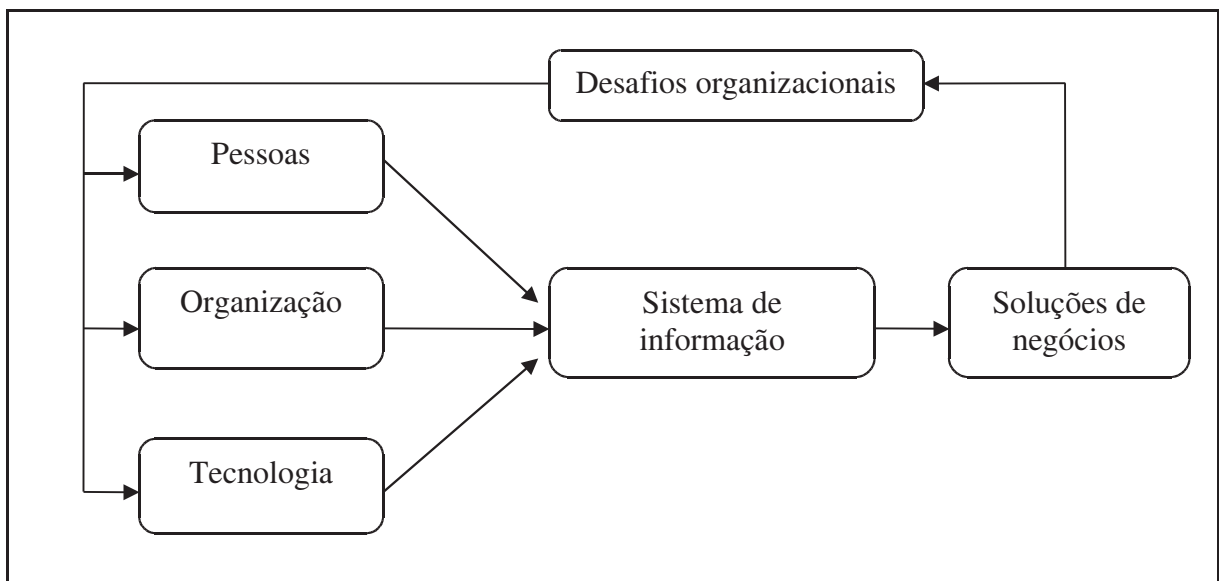 Desafios organizacionais
Pessoas
Organização
Sistema de
informação
Soluções de
negócios
Tecnologia